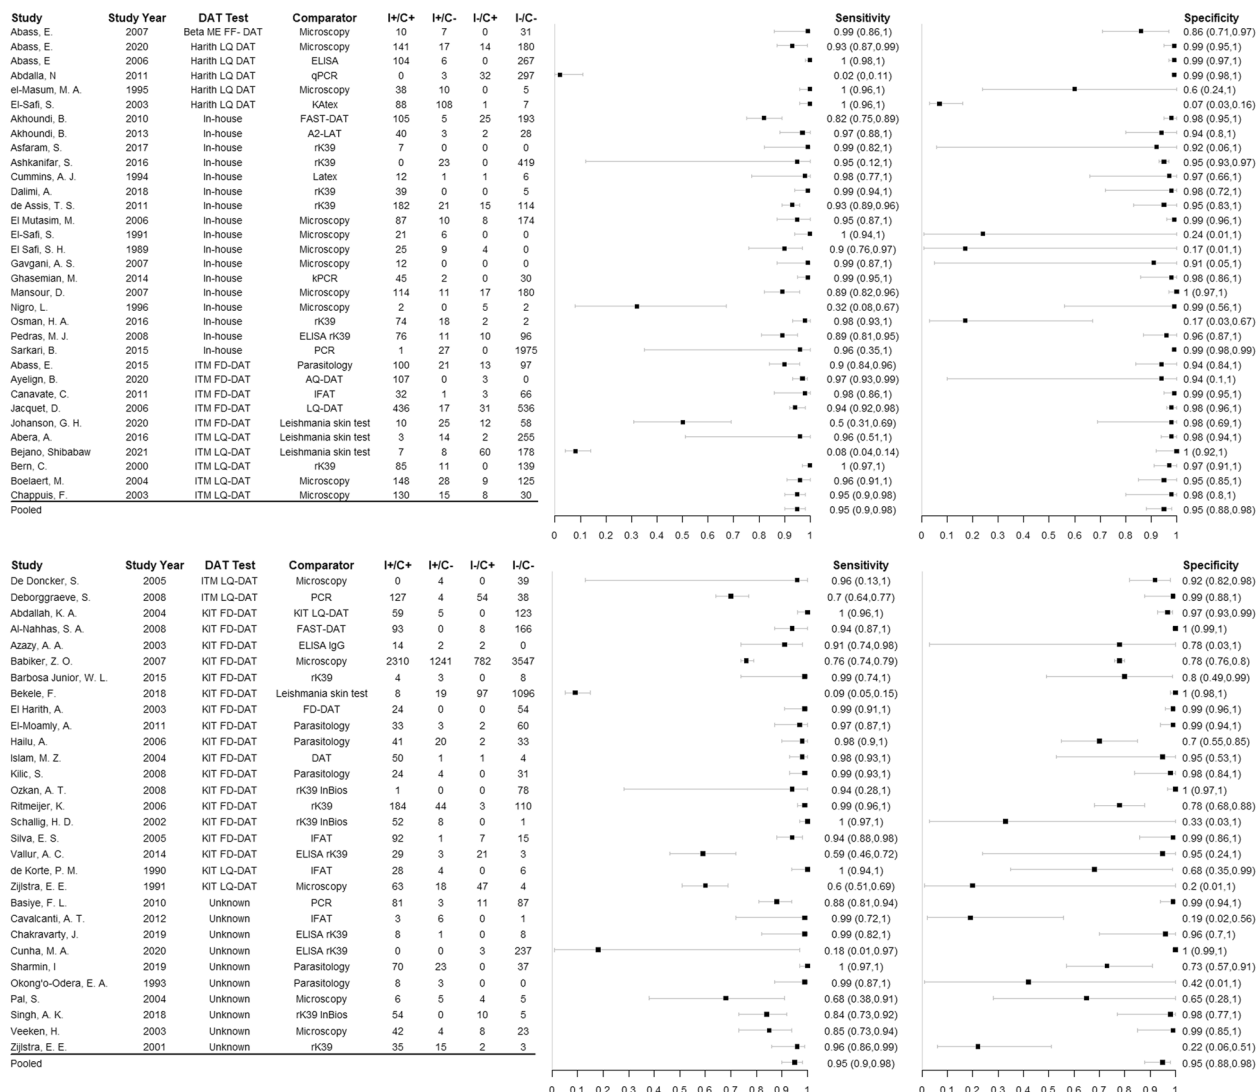 Study Study Year DAT Test Comparator I+/C+ I+/C- I-/C+ I-/C- Sensitivity Specificity
Abass, E. 2007 Beta ME FF- DAT Microscopy 10 7 0 31 0.99 (0.86,1) 0.86 (0.71,0.97)
Abass, E. 2020 Harith LQ DAT Microscopy 141 17 14 180 0.93 (0.87,0.99) 0.99 (0.95,1)
Abass, E 2006 Harith LQ DAT ELISA 104 6 0 267 1 (0.98,1) 0.99 (0.97,1)
Abdalla, N 2011 Harith LQ DAT qPCR 0 3 32 297 0.02 (0,0.11) 0.99 (0.98,1)
el-Masum, M. A. 1995 Harith LQ DAT Microscopy 38 10 0 5 1 (0.96,1) 0.6 (0.24,1)
El-Safi, S. 2003 Harith LQ DAT KAtex 88 108 1 7 1 (0.96,1) 0.07 (0.03,0.16)
Akhoundi, B. 2010 In-house FAST-DAT 105 5 25 193 0.82 (0.75,0.89) 0.98 (0.95,1)
Akhoundi, B. 2013 In-house A2-LAT 40 3 2 28 0.97 (0.88,1) 0.94 (0.8,1)
Asfaram, S. 2017 In-house rK39 7 0 0 0 0.99 (0.82,1) 0.92 (0.06,1)
Ashkanifar, S. 2016 In-house rK39 0 23 0 419 0.95 (0.12,1) 0.95 (0.93,0.97)
Cummins, A. J. 1994 In-house Latex 12 1 1 6 0.98 (0.77,1) 0.97 (0.66,1)
Dalimi, A. 2018 In-house rK39 39 0 0 5 0.99 (0.94,1) 0.98 (0.72,1)
de Assis, T. S. 2011 In-house rK39 182 21 15 114 0.93 (0.89,0.96) 0.95 (0.83,1)
El Mutasim, M. 2006 In-house Microscopy 87 10 8 174 0.95 (0.87,1) 0.99 (0.96,1)
El-Safi, S. 1991 In-house Microscopy 21 6 0 0 1 (0.94,1) 0.24 (0.01,1)
El Safi, S. H. 1989 In-house Microscopy 25 9 4 0 0.9 (0.76,0.97) 0.17 (0.01,1)
Gavgani, A. S. 2007 In-house Microscopy 12 0 0 0 0.99 (0.87,1) 0.91 (0.05,1)
Ghasemian, M. 2014 In-house kPCR 45 2 0 30 0.99 (0.95,1) 0.98 (0.86,1)
Mansour, D. 2007 In-house Microscopy 114 11 17 180 0.89 (0.82,0.96) 1 (0.97,1)
Nigro, L. 1996 In-house Microscopy 2 0 5 2 0.32 (0.08,0.67) 0.99 (0.56,1)
Osman, H. A. 2016 In-house rK39 74 18 2 2 0.98 (0.93,1) 0.17 (0.03,0.67)
Pedras, M. J. 2008 In-house ELISA rK39 76 11 10 96 0.89 (0.81,0.95) 0.96 (0.87,1)
Sarkari, B. 2015 In-house PCR 1 27 0 1975 0.96 (0.35,1) 0.99 (0.98,0.99)
Abass, E. 2015 ITM FD-DAT Parasitology 100 21 13 97 0.9 (0.84,0.96) 0.94 (0.84,1)
Ayelign, B. 2020 ITM FD-DAT AQ-DAT 107 0 3 0 0.97 (0.93,0.99) 0.94 (0.1,1)
Canavate, C. 2011 ITM FD-DAT IFAT 32 1 3 66 0.98 (0.86,1) 0.99 (0.95,1)
Jacquet, D. 2006 ITM FD-DAT LQ-DAT 436 17 31 536 0.94 (0.92,0.98) 0.98 (0.96,1)
Johanson, G. H. 2020 ITM FD-DAT Leishmania skin test 10 25 12 58 0.5 (0.31,0.69) 0.98 (0.69,1)
Abera, A. 2016 ITM LQ-DAT Leishmania skin test 3 14 2 255 0.96 (0.51,1) 0.98 (0.94,1)
Bejano, Shibabaw 2021 ITM LQ-DAT Leishmania skin test 7 8 60 178 0.08 (0.04,0.14) 1 (0.92,1)
Bern, C. 2000 ITM LQ-DAT rK39 85 11 0 139 1 (0.97,1) 0.97 (0.91,1)
Boelaert, M. 2004 ITM LQ-DAT Microscopy 148 28 9 125 0.96 (0.91,1) 0.95 (0.85,1)
Chappuis, F. 2003 ITM LQ-DAT Microscopy 130 15 8 30 0.95 (0.9,0.98) 0.98 (0.8,1)
Pooled 0.95 (0.9,0.98) 0.95 (0.88,0.98)
0 0.1 0.2 0.3 0.4 0.5 0.6 0.7 0.8 0.9 1 0 0.1 0.2 0.3 0.4 0.5 0.6 0.7 0.8 0.9 1
Study Study Year DAT Test Comparator I+/C+ I+/C- I-/C+ I-/C- Sensitivity Specificity
De Doncker, S. 2005 ITM LQ-DAT Microscopy 0 4 0 39 0.96 (0.13,1) 0.92 (0.82,0.98)
Deborggraeve, S. 2008 ITM LQ-DAT PCR 127 4 54 38 0.7 (0.64,0.77) 0.99 (0.88,1)
Abdallah, K. A. 2004 KIT FD-DAT KIT LQ-DAT 59 5 0 123 1 (0.96,1) 0.97 (0.93,0.99)
Al-Nahhas, S. A. 2008 KIT FD-DAT FAST-DAT 93 0 8 166 0.94 (0.87,1) 1 (0.99,1)
Azazy, A. A. 2003 KIT FD-DAT ELISA IgG 14 2 2 0 0.91 (0.74,0.98) 0.78 (0.03,1)
Babiker, Z. O. 2007 KIT FD-DAT Microscopy 2310 1241 782 3547 0.76 (0.74,0.79) 0.78 (0.76,0.8)
Barbosa Junior, W. L. 2015 KIT FD-DAT rK39 4 3 0 8 0.99 (0.74,1) 0.8 (0.49,0.99)
Bekele, F. 2018 KIT FD-DAT Leishmania skin test 8 19 97 1096 0.09 (0.05,0.15) 1 (0.98,1)
El Harith, A. 2003 KIT FD-DAT FD-DAT 24 0 0 54 0.99 (0.91,1) 0.99 (0.96,1)
El-Moamly, A. 2011 KIT FD-DAT Parasitology 33 3 2 60 0.97 (0.87,1) 0.99 (0.94,1)
Hailu, A. 2006 KIT FD-DAT Parasitology 41 20 2 33 0.98 (0.9,1) 0.7 (0.55,0.85)
Islam, M. Z. 2004 KIT FD-DAT DAT 50 1 1 4 0.98 (0.93,1) 0.95 (0.53,1)
Kilic, S. 2008 KIT FD-DAT Parasitology 24 4 0 31 0.99 (0.93,1) 0.98 (0.84,1)
Ozkan, A. T. 2008 KIT FD-DAT rK39 InBios 1 0 0 78 0.94 (0.28,1) 1 (0.97,1)
Ritmeijer, K. 2006 KIT FD-DAT rK39 184 44 3 110 0.99 (0.96,1) 0.78 (0.68,0.88)
Schallig, H. D. 2002 KIT FD-DAT rK39 InBios 52 8 0 1 1 (0.97,1) 0.33 (0.03,1)
Silva, E. S. 2005 KIT FD-DAT IFAT 92 1 7 15 0.94 (0.88,0.98) 0.99 (0.86,1)
Vallur, A. C. 2014 KIT FD-DAT ELISA rK39 29 3 21 3 0.59 (0.46,0.72) 0.95 (0.24,1)
de Korte, P. M. 1990 KIT LQ-DAT IFAT 28 4 0 6 1 (0.94,1) 0.68 (0.35,0.99)
Zijlstra, E. E. 1991 KIT LQ-DAT Microscopy 63 18 47 4 0.6 (0.51,0.69) 0.2 (0.01,1)
Basiye, F. L. 2010 Unknown PCR 81 3 11 87 0.88 (0.81,0.94) 0.99 (0.94,1)
Cavalcanti, A. T. 2012 Unknown IFAT 3 6 0 1 0.99 (0.72,1) 0.19 (0.02,0.56)
Chakravarty, J. 2019 Unknown ELISA rK39 8 1 0 8 0.99 (0.82,1) 0.96 (0.7,1)
Cunha, M. A. 2020 Unknown ELISA rK39 0 0 3 237 0.18 (0.01,0.97) 1 (0.99,1)
Sharmin, I 2019 Unknown Parasitology 70 23 0 37 1 (0.97,1) 0.73 (0.57,0.91)
Okong'o-Odera, E. A. 1993 Unknown Parasitology 8 3 0 0 0.99 (0.87,1) 0.42 (0.01,1)
Pal, S. 2004 Unknown Microscopy 6 5 4 5 0.68 (0.38,0.91) 0.65 (0.28,1)
Singh, A. K. 2018 Unknown rK39 InBios 54 0 10 5 0.84 (0.73,0.92) 0.98 (0.77,1)
Veeken, H. 2003 Unknown Microscopy 42 4 8 23 0.85 (0.73,0.94) 0.99 (0.85,1)
Zijlstra, E. E. 2001 Unknown rK39 35 15 2 3 0.96 (0.86,0.99) 0.22 (0.06,0.51)
Pooled 0.95 (0.9,0.98) 0.95 (0.88,0.98)
0 0.1 0.2 0.3 0.4 0.5 0.6 0.7 0.8 0.9 1 0 0.1 0.2 0.3 0.4 0.5 0.6 0.7 0.8 0.9 1